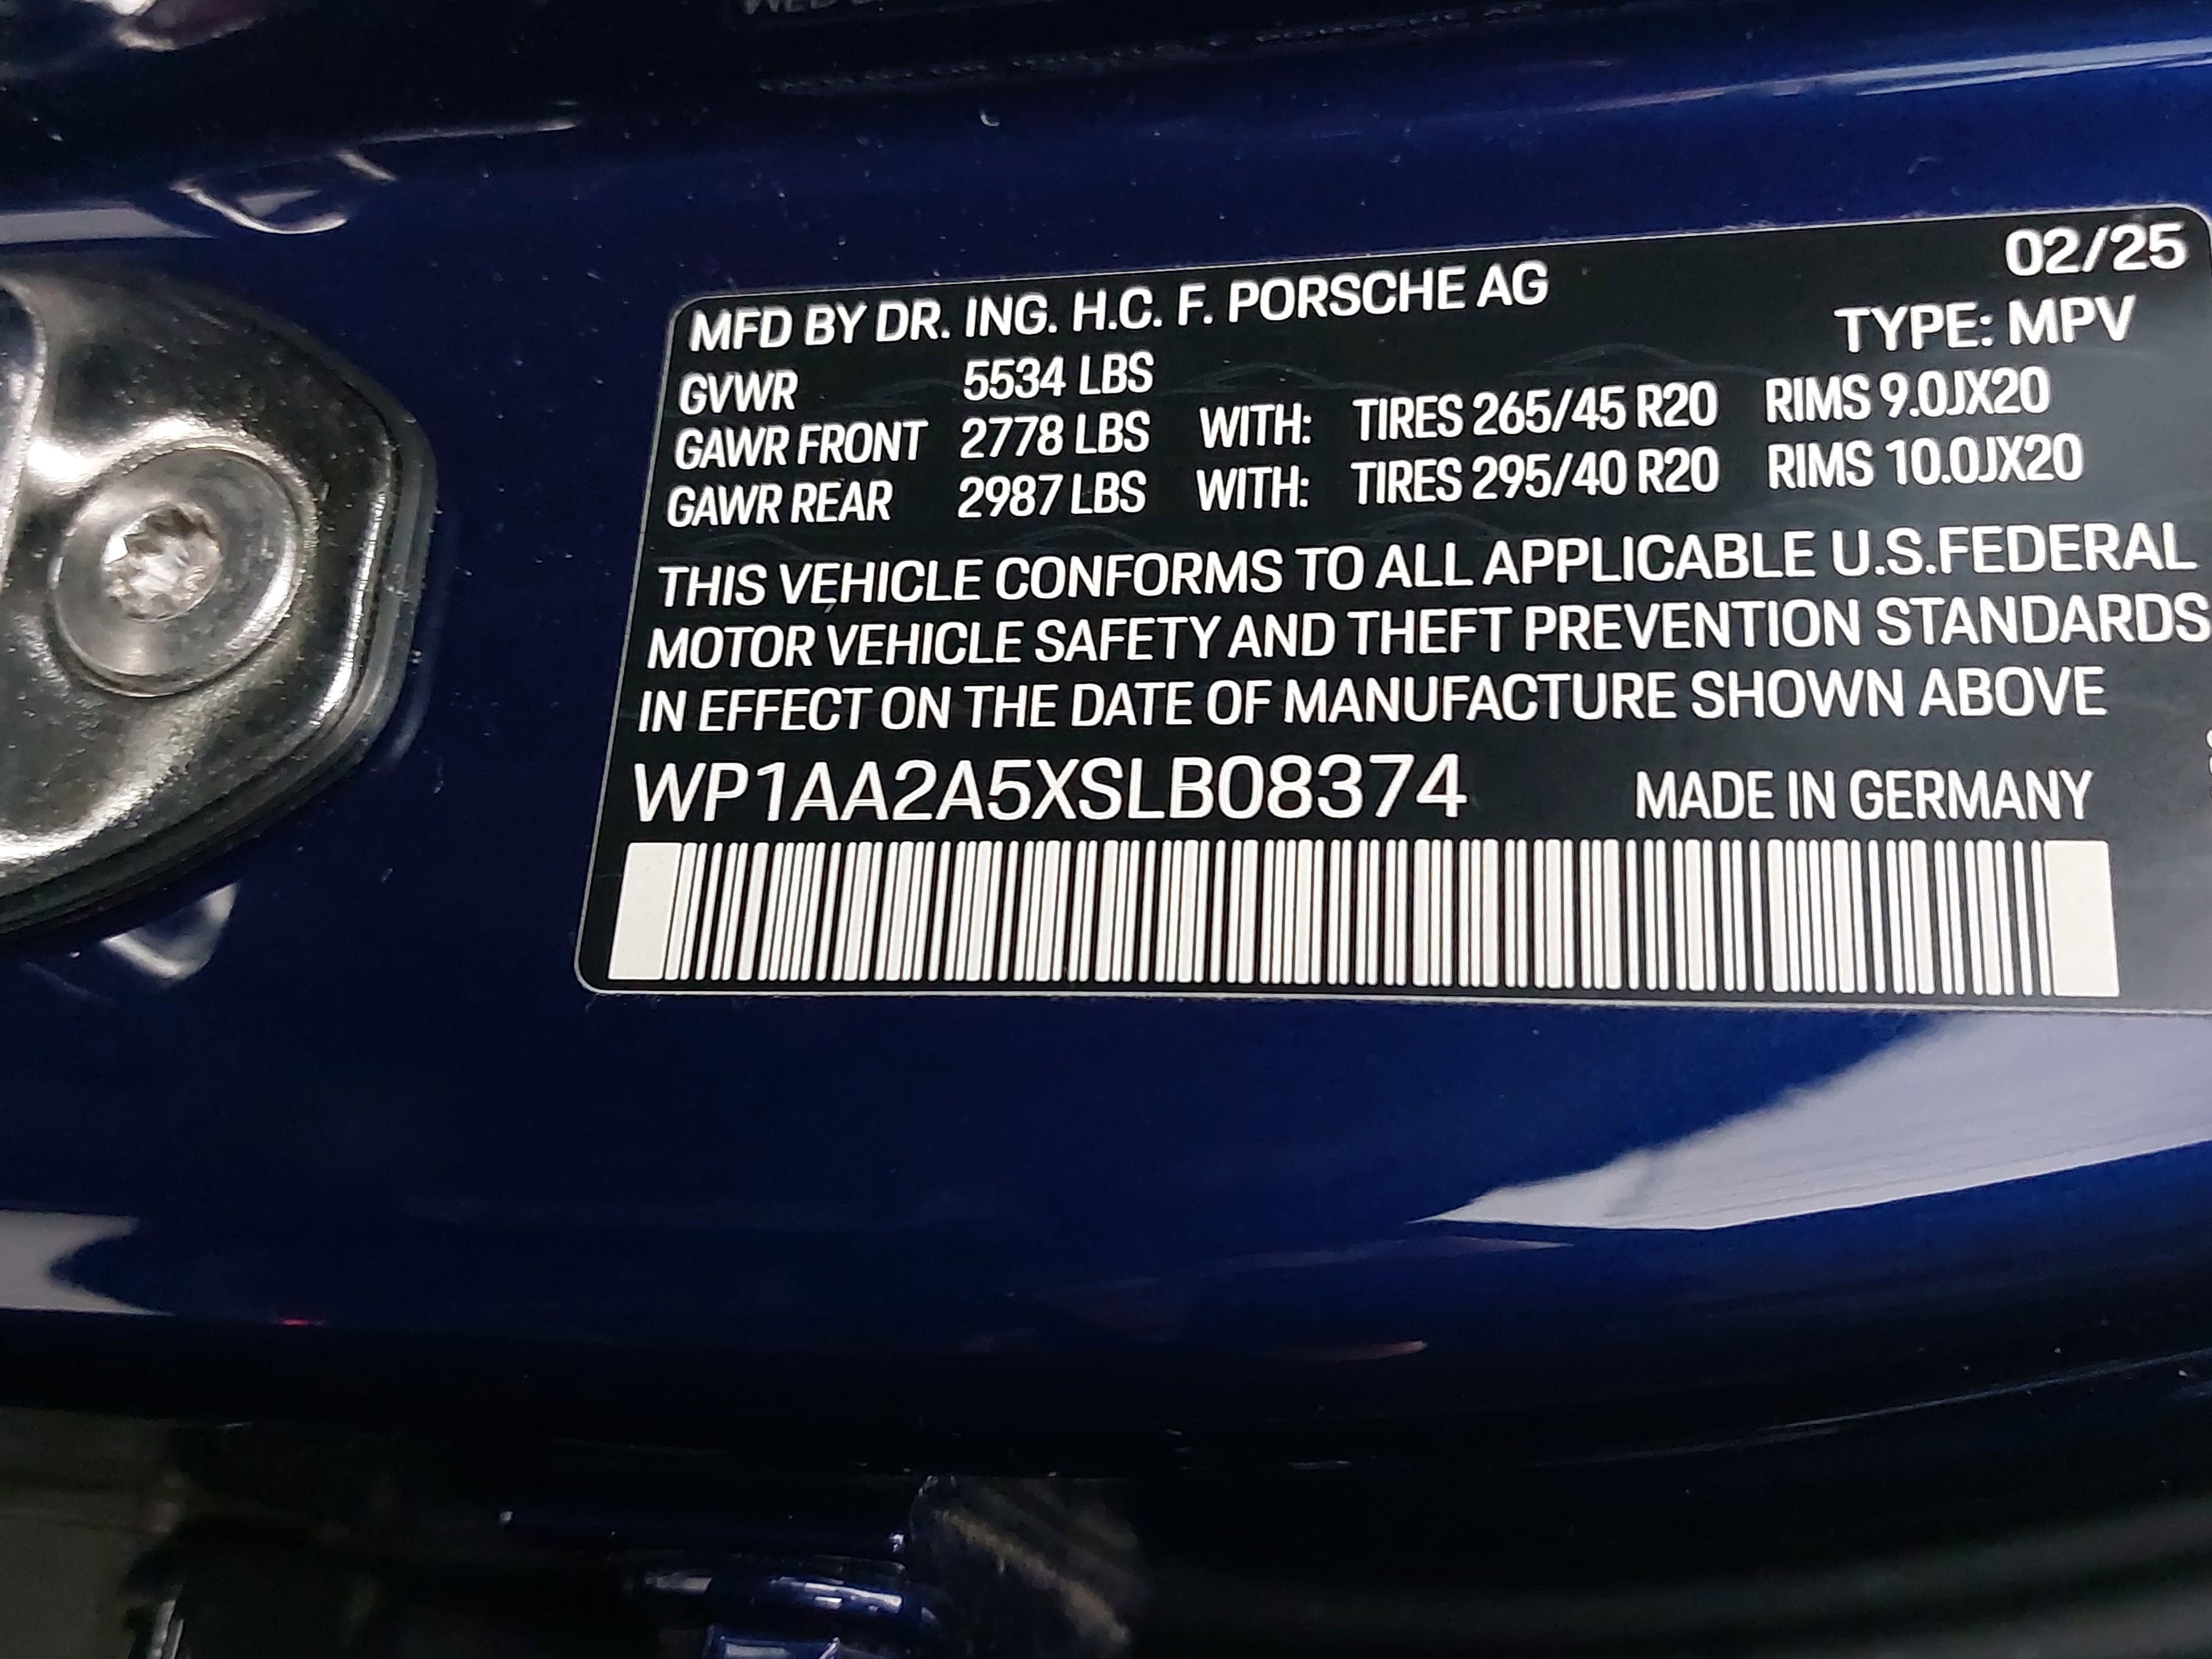 02/25
MFD BY DR. ING. H.C. F. PORSCHE AG
TYPE: MPV
GVWR 5534 LBS
GAWR FRONT 2778 LBS WITH: TIRES 265/45 R20 RIMS 9.0JX20
GAWR REAR 2987 LBS WITH: TIRES 295/40 R20 RIMS 10.0JX20
THIS VEHICLE CONFORMS TO ALL APPLICABLE U.S.FEDERAL
MOTOR VEHICLE SAFETY AND THEFT PREVENTION STANDARDS
IN EFFECT ON THE DATE OF MANUFACTURE SHOWN ABOVE
WP1AA2A5XSLB08374 MADE IN GERMANY